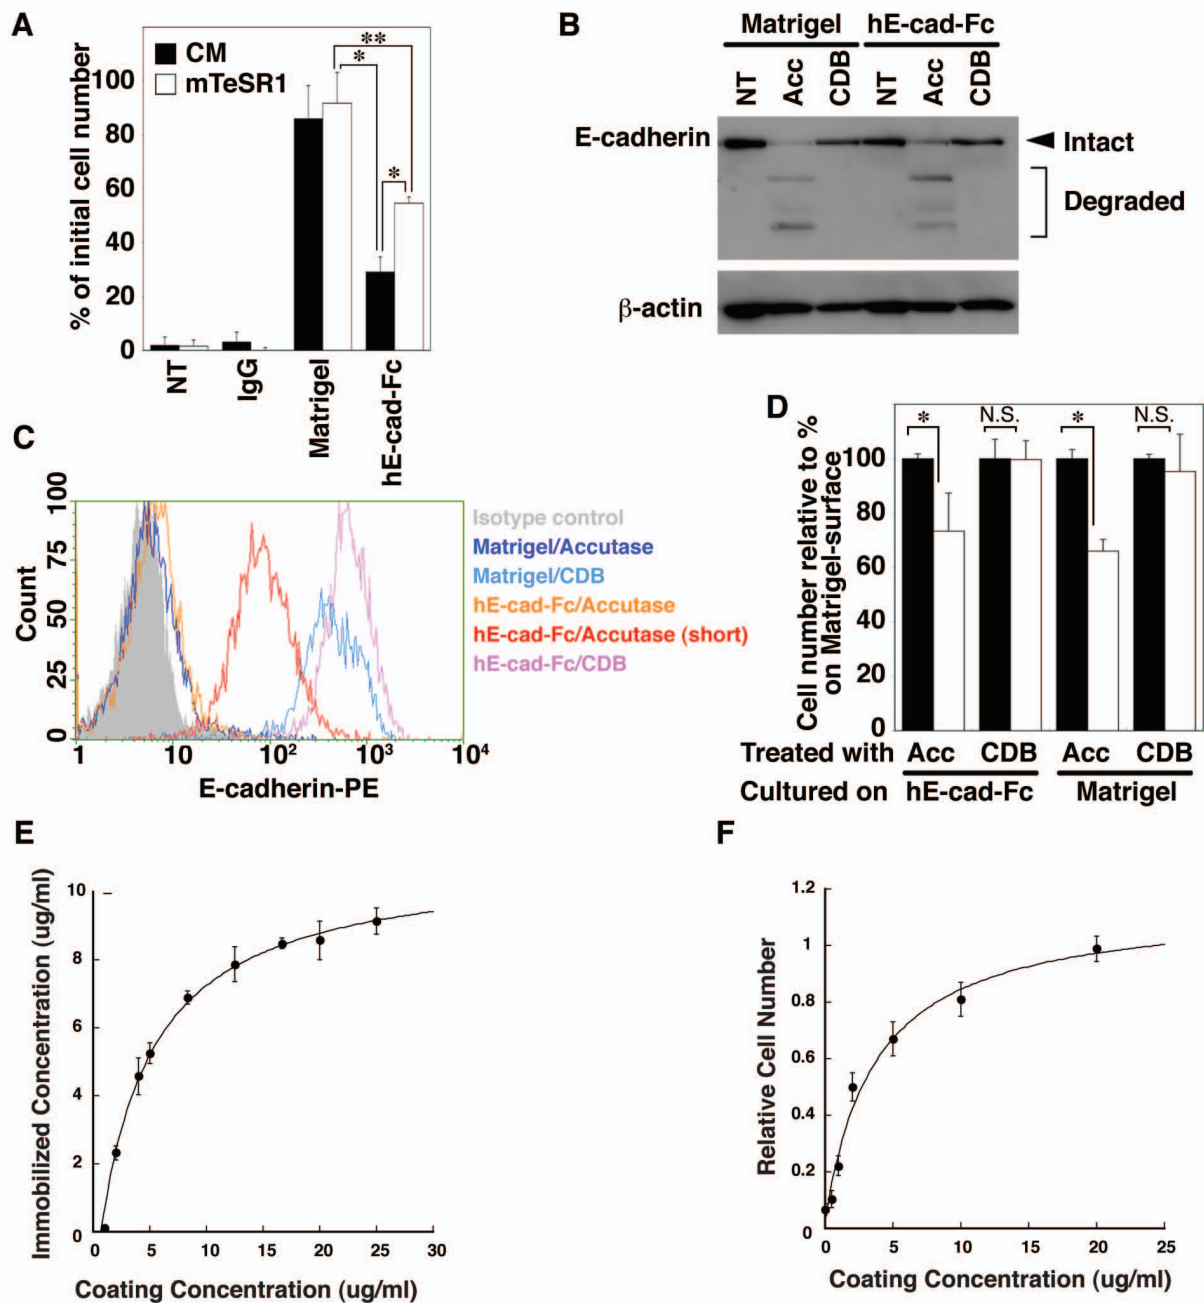 A
CM
mTeSR1
**
*
*
% of initial cell number
100
80
60
40
20
0
NT
IgG
Matrigel
hE-cad-Fc
B
Matrigel
hE-cad-Fc
NT
Acc
CDB
NT
Acc
CDB
E-cadherin
Intact
Degraded
β-actin
C
Count
100
75
50
25
0
1
10
10²
10³
10⁴
E-cadherin-PE
Isotype control
Matrigel/Accutase
Matrigel/CDB
hE-cad-Fc/Accutase
hE-cad-Fc/Accutase (short)
hE-cad-Fc/CDB
D
Cell number relative to %
on Matrigel-surface
100
80
60
40
20
0
*
N.S.
*
N.S.
Treated with Acc CDB Acc CDB
Cultured on hE-cad-Fc Matrigel
E
Immobilized Concentration (ug/ml)
10
8
6
4
2
0
0 5 10 15 20 25 30
Coating Concentration (ug/ml)
F
Relative Cell Number
1.2
1
0.8
0.6
0.4
0.2
0
0 5 10 15 20 25
Coating Concentration (ug/ml)